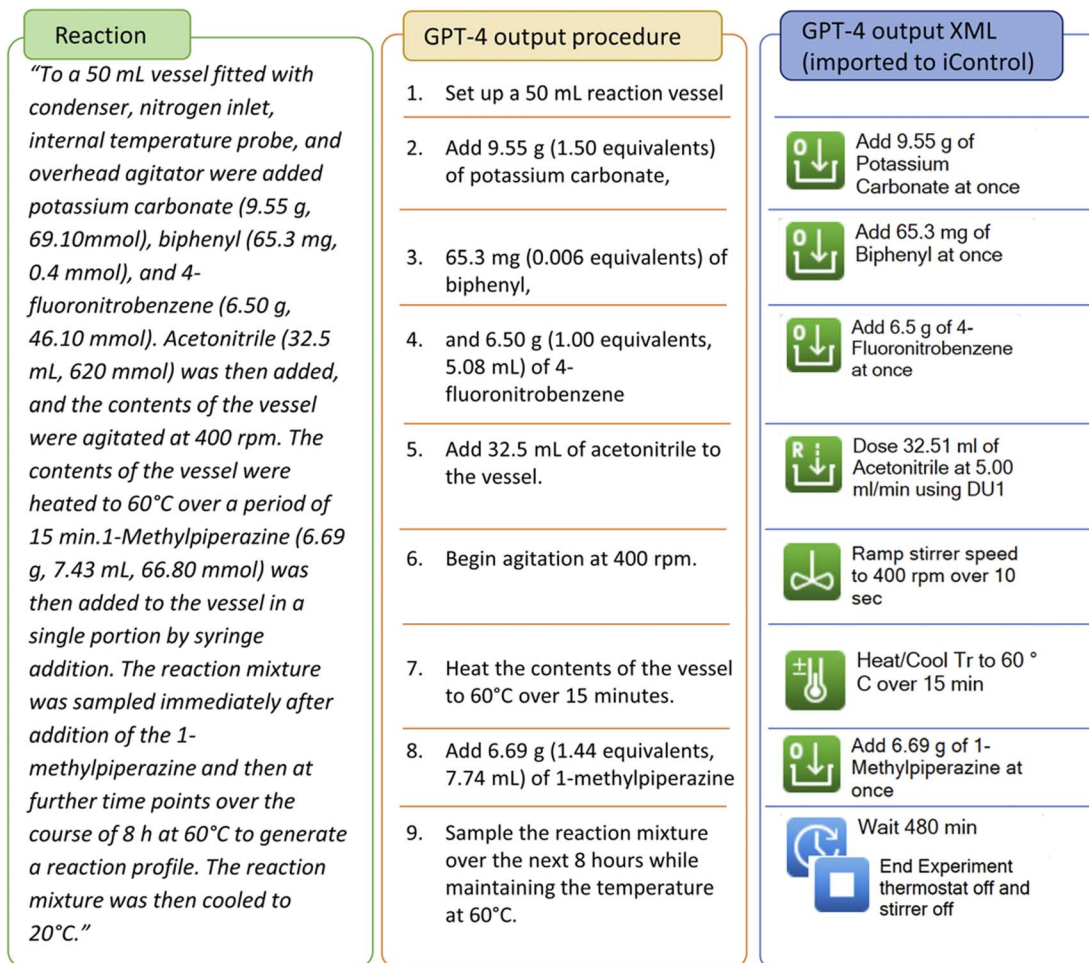 Reaction
“To a 50 mL vessel fitted with
condenser, nitrogen inlet,
internal temperature probe, and
overhead agitator were added
potassium carbonate (9.55 g,
69.10mmol), biphenyl (65.3 mg,
0.4 mmol), and 4-
fluoronitrobenzene (6.50 g,
46.10 mmol). Acetonitrile (32.5
mL, 620 mmol) was then added,
and the contents of the vessel
were agitated at 400 rpm. The
contents of the vessel were
heated to 60°C over a period of
15 min.1-Methylpiperazine (6.69
g, 7.43 mL, 66.80 mmol) was
then added to the vessel in a
single portion by syringe
addition. The reaction mixture
was sampled immediately after
addition of the 1-
methylpiperazine and then at
further time points over the
course of 8 h at 60°C to generate
a reaction profile. The reaction
mixture was then cooled to
20°C.”
GPT-4 output procedure
1. Set up a 50 mL reaction vessel
2. Add 9.55 g (1.50 equivalents)
of potassium carbonate,
3. 65.3 mg (0.006 equivalents) of
biphenyl,
4. and 6.50 g (1.00 equivalents,
5.08 mL) of 4-
fluoronitrobenzene
5. Add 32.5 mL of acetonitrile to
the vessel.
6. Begin agitation at 400 rpm.
7. Heat the contents of the vessel
to 60°C over 15 minutes.
8. Add 6.69 g (1.44 equivalents,
7.74 mL) of 1-methylpiperazine
9. Sample the reaction mixture
over the next 8 hours while
maintaining the temperature
at 60°C.
GPT-4 output XML
(imported to iControl)
O
Add 9.55 g of
Potassium
Carbonate at once
O
Add 65.3 mg of
Biphenyl at once
O
Add 6.5 g of 4-
Fluoronitrobenzene
at once
R
Dose 32.51 ml of
Acetonitrile at 5.00
ml/min using DU1
Ramp stirrer speed
to 400 rpm over 10
sec
±
Heat/Cool Tr to 60 °
C over 15 min
O
Add 6.69 g of 1-
Methylpiperazine at
once
Wait 480 min
End Experiment
thermostat off and
stirrer off